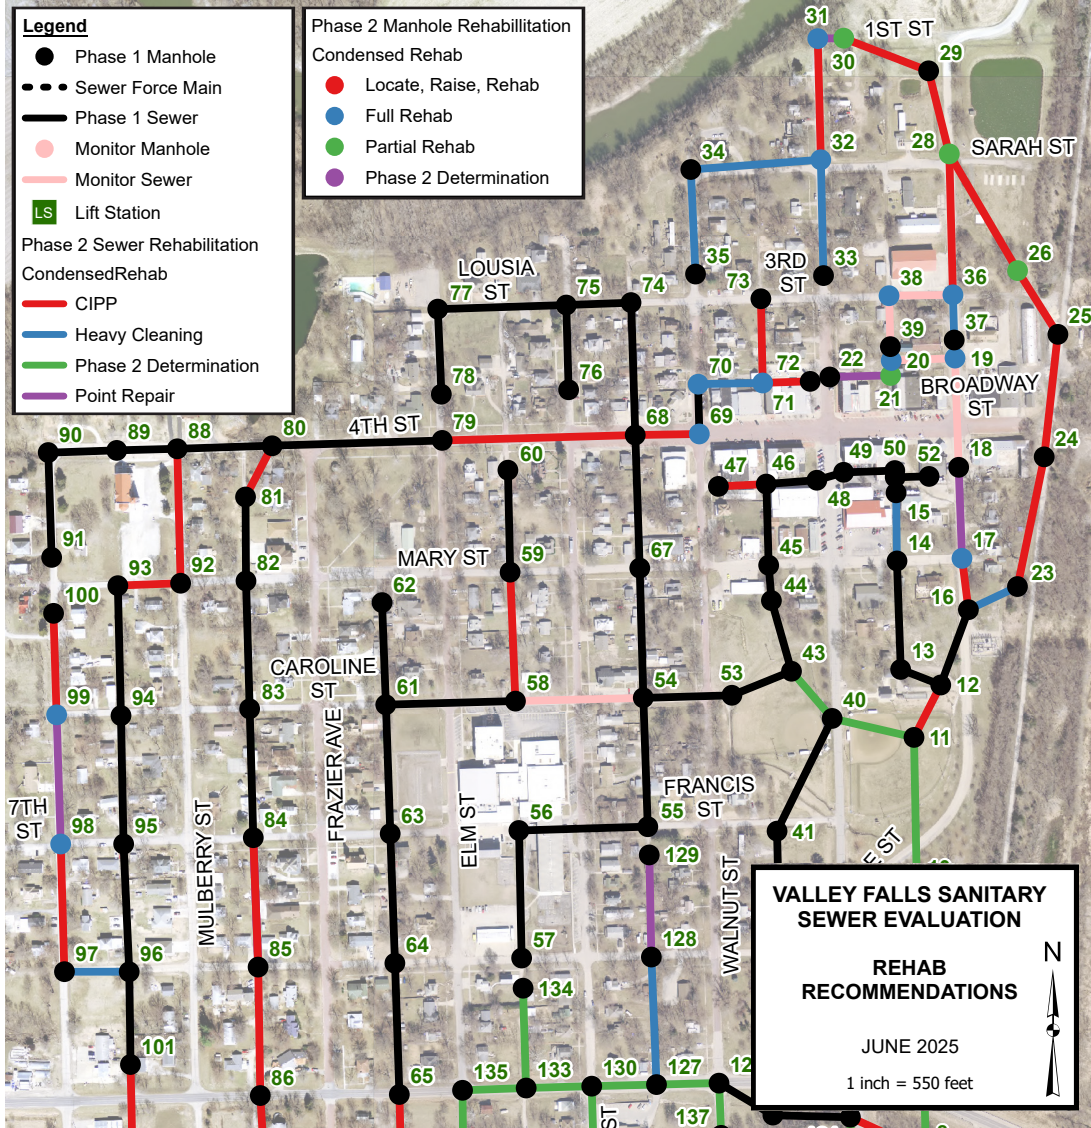 Legend
Phase 1 Manhole
Sewer Force Main
Phase 1 Sewer
Monitor Manhole
Monitor Sewer
LS Lift Station
Phase 2 Sewer Rehabilitation
CondensedRehab
CIPP
Heavy Cleaning
Phase 2 Determination
Point Repair
Phase 2 Manhole Rehabillitation
Condensed Rehab
Locate, Raise, Rehab
Full Rehab
Partial Rehab
Phase 2 Determination
31
30
1ST ST
29
28
SARAH ST
32
34
35
33
3RD
ST
73
26
25
38
36
39
37
20
19
21
22
72
71
70
69
BROADWAY
ST
LOUSIA
ST
77
75
74
78
76
68
79
4TH ST
80
88
89
90
91
81
60
47
46
48
49
50
52
15
18
24
14
17
16
23
MARY ST
59
67
45
44
82
92
93
100
62
CAROLINE
ST
61
58
54
53
43
13
12
40
11
99
94
83
FRAZIER AVE
63
ELM ST
56
FRANCIS
ST
55
41
129
7TH
ST
98
95
84
MULBERRY ST
WALNUT ST
E ST
97
96
85
64
57
134
128
101
86
65
135
133
130
127
12
137
ST
VALLEY FALLS SANITARY
SEWER EVALUATION
REHAB
RECOMMENDATIONS
JUNE 2025
1 inch = 550 feet
N